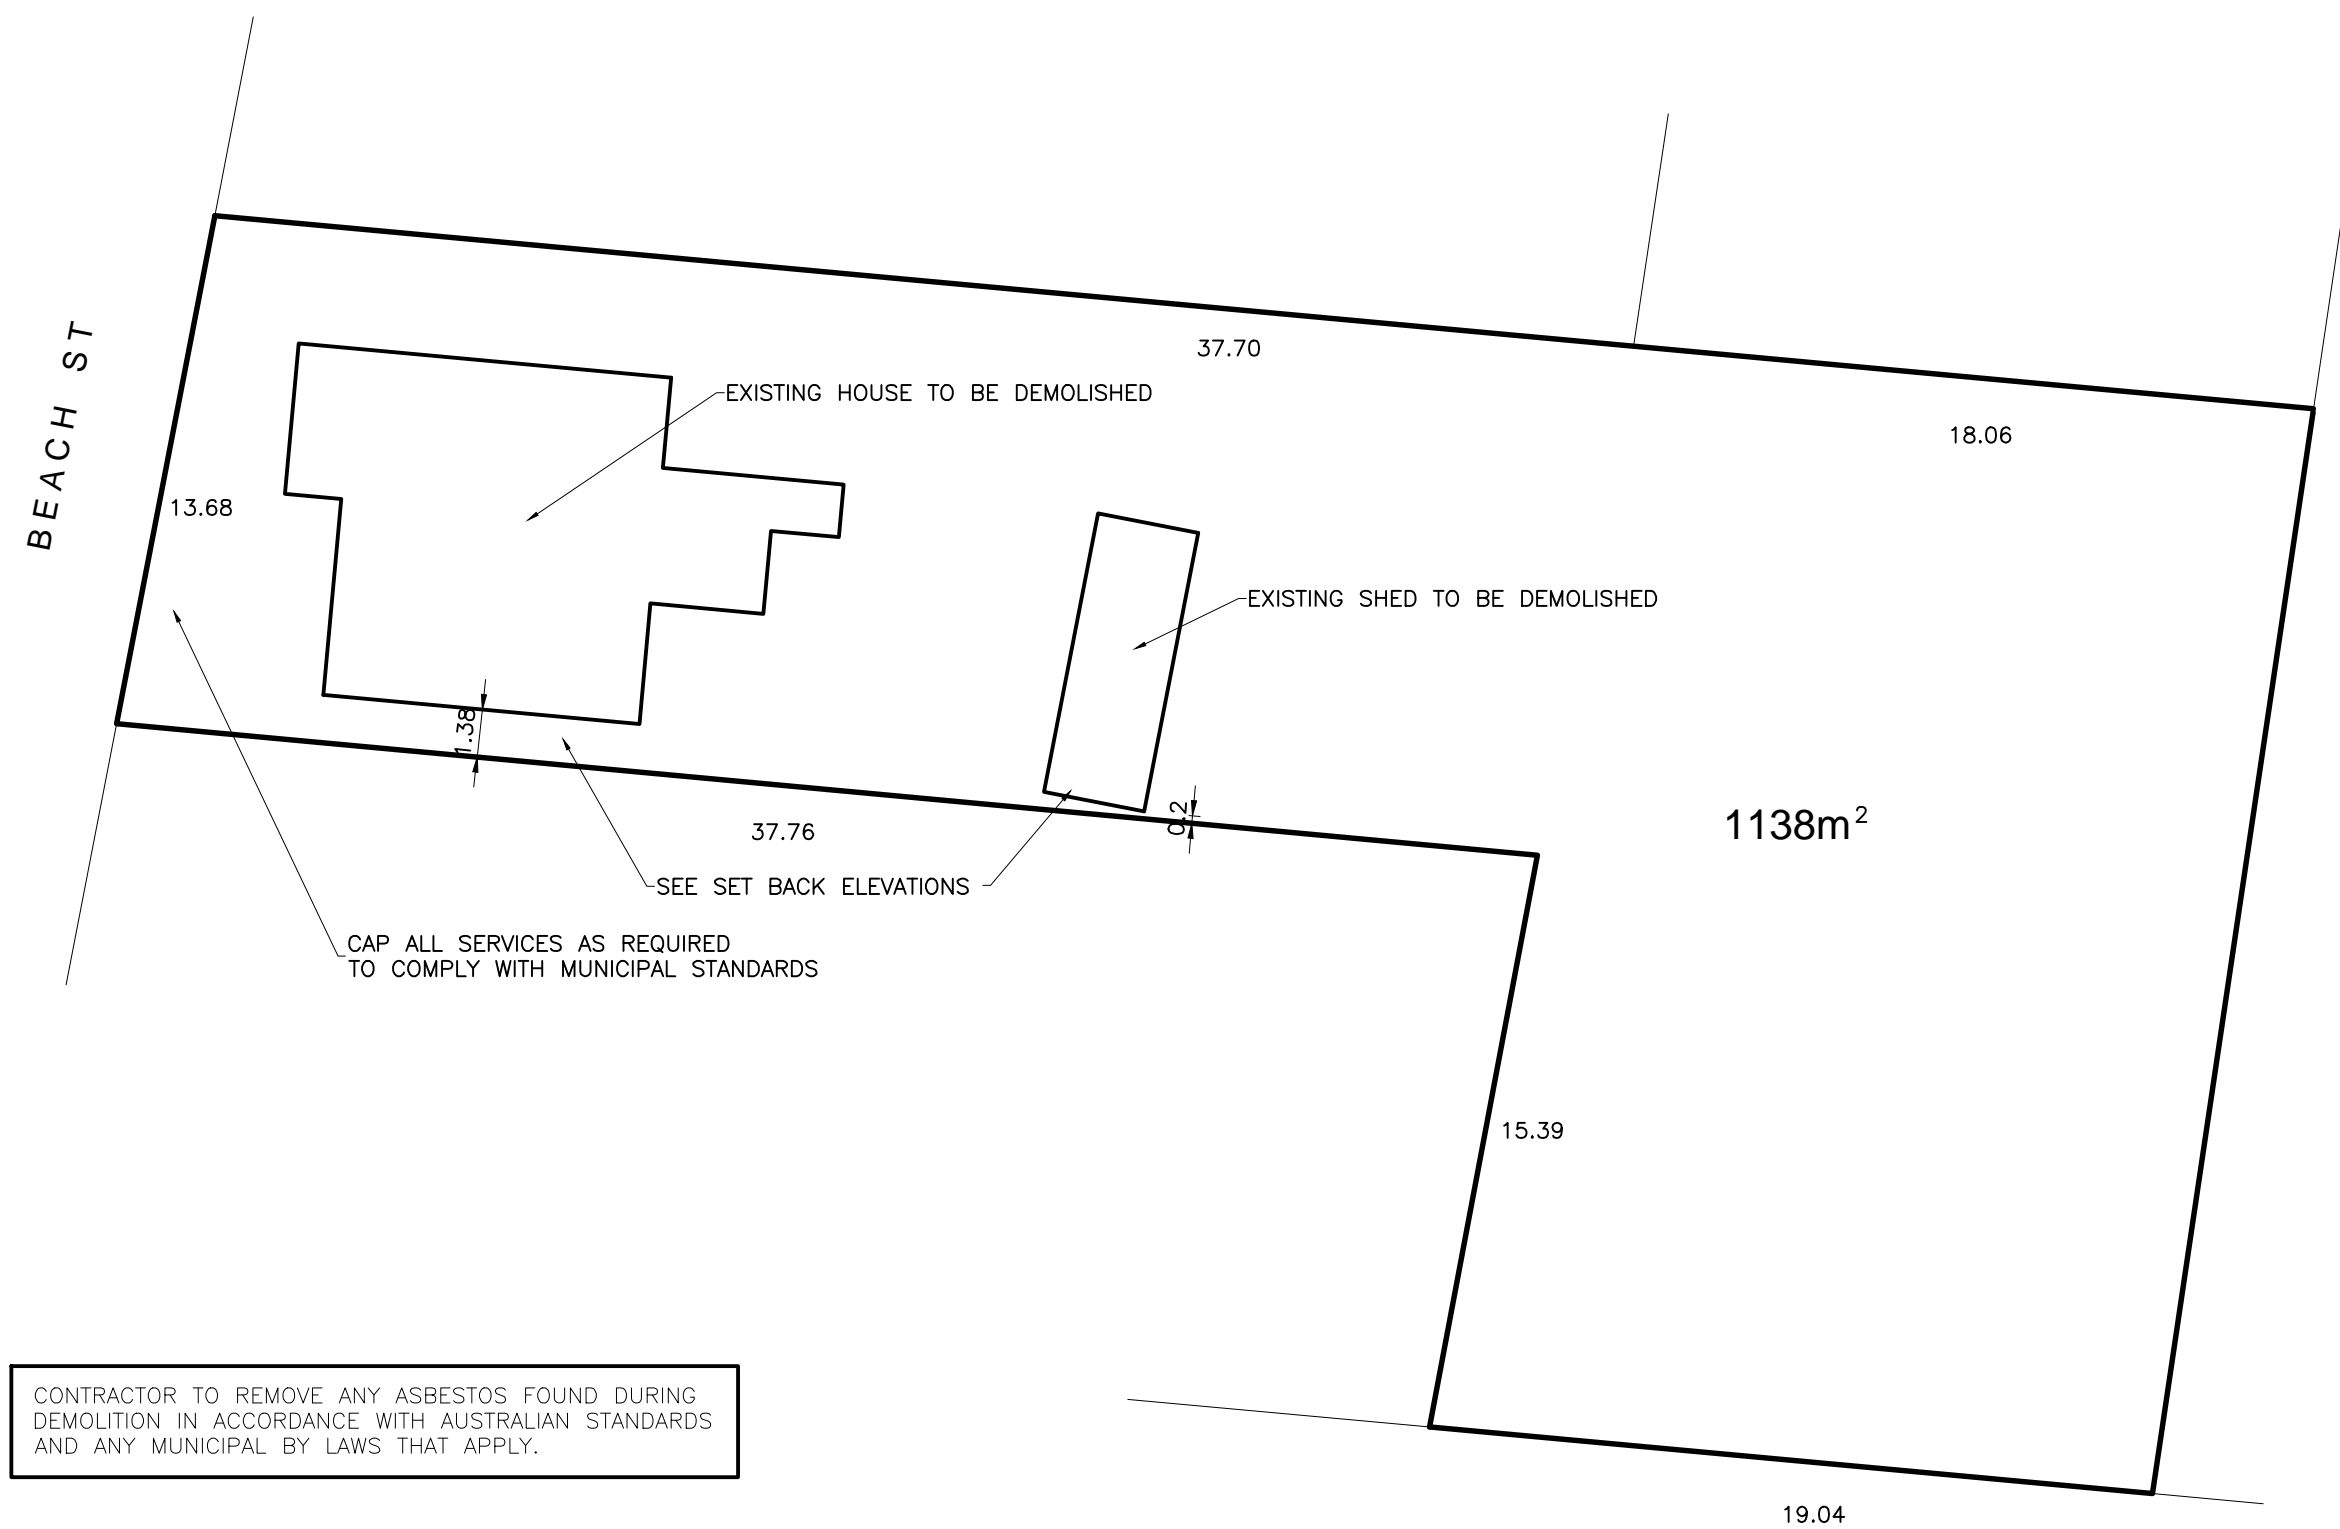 BEACH ST
37.70
EXISTING HOUSE TO BE DEMOLISHED
18.06
13.68
EXISTING SHED TO BE DEMOLISHED
1.38
0.2
1138m²
37.76
SEE SET BACK ELEVATIONS
CAP ALL SERVICES AS REQUIRED
TO COMPLY WITH MUNICIPAL STANDARDS
15.39
CONTRACTOR TO REMOVE ANY ASBESTOS FOUND DURING
DEMOLITION IN ACCORDANCE WITH AUSTRALIAN STANDARDS
AND ANY MUNICIPAL BY LAWS THAT APPLY.
19.04